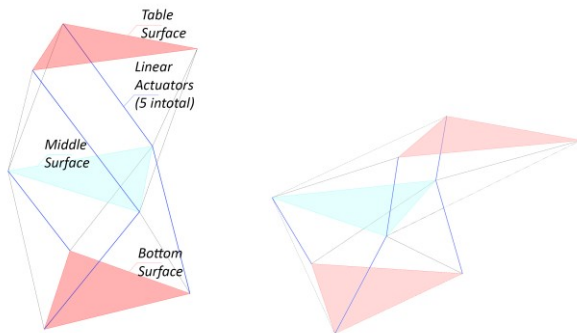 Table
Surface
Linear
Actuators
(5 intotal)
Middle
Surface
Bottom
Surface